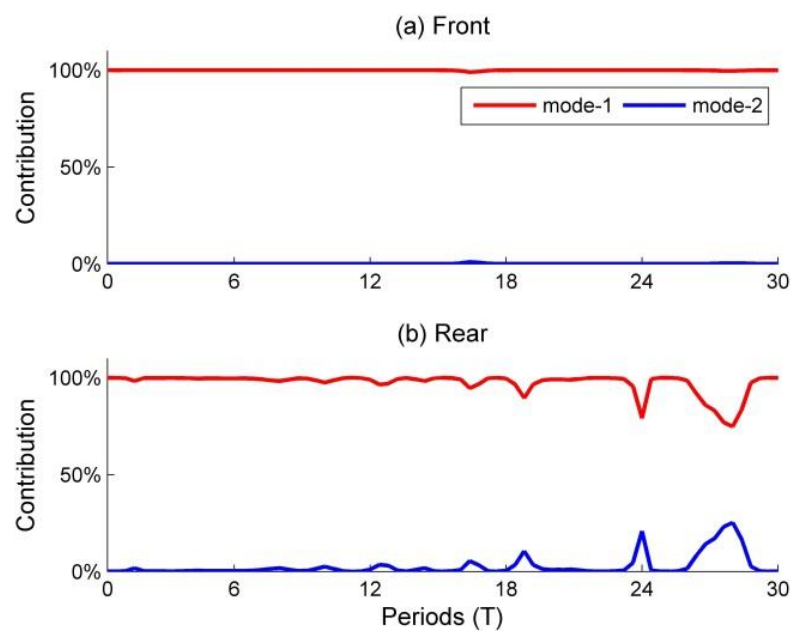 (a) Front
100%
50%
0%
Contribution
mode-1 mode-2
0 6 12 18 24 30
(b) Rear
100%
50%
0%
Contribution
0 6 12 18 24 30
Periods (T)